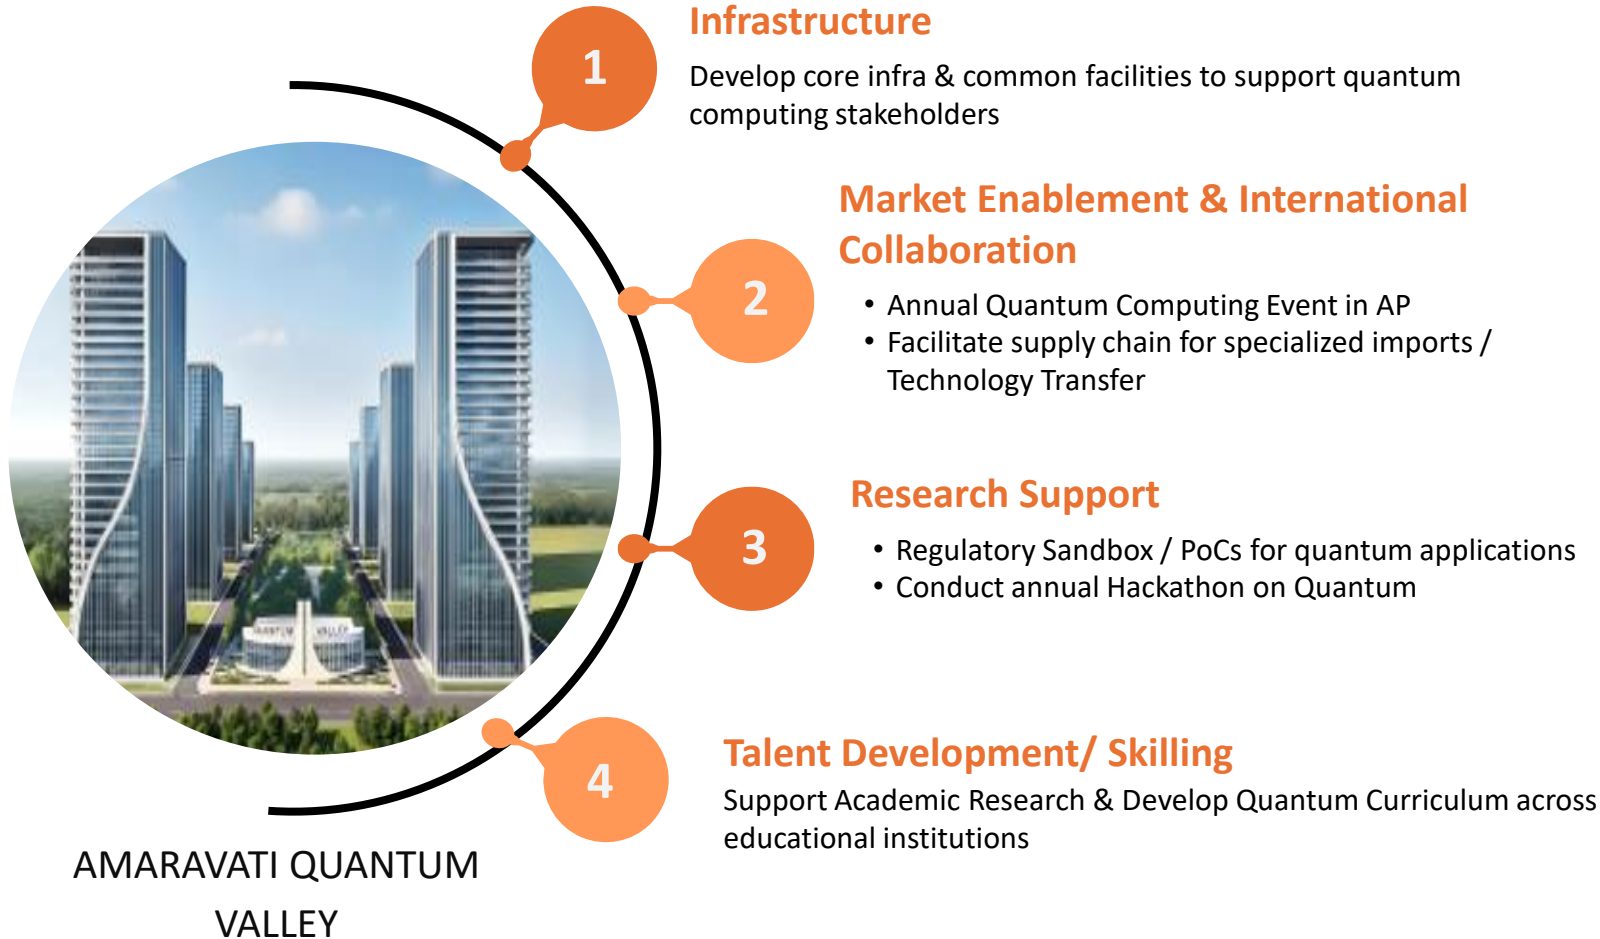 1
Infrastructure
Develop core infra & common facilities to support quantum
computing stakeholders
2
Market Enablement & International
Collaboration
• Annual Quantum Computing Event in AP
• Facilitate supply chain for specialized imports /
Technology Transfer
3
Research Support
• Regulatory Sandbox / PoCs for quantum applications
• Conduct annual Hackathon on Quantum
4
Talent Development/ Skilling
Support Academic Research & Develop Quantum Curriculum across
educational institutions
QUANTUM VALLEY
AMARAVATI QUANTUM
VALLEY